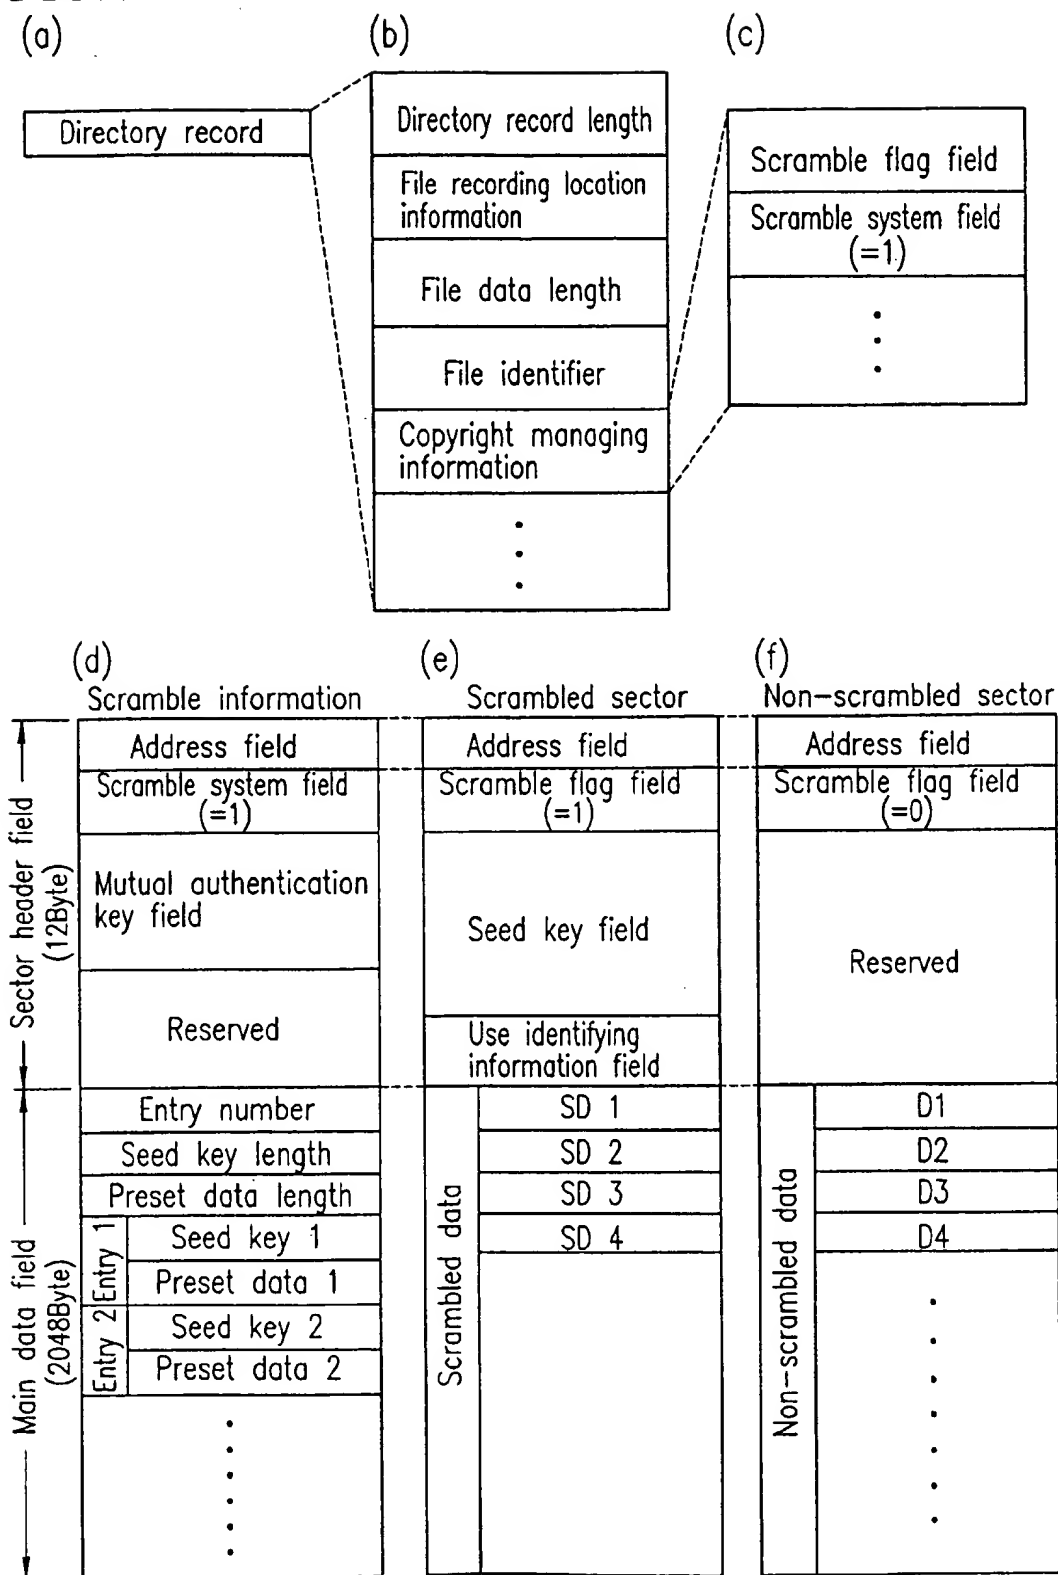 (a)
(b)
(c)
Directory record
Directory record length
File recording location
information
File data length
File identifier
Copyright managing
information
Scramble flag field
Scramble system field
(=1)
(d)
(e)
(f)
Scramble information
Scrambled sector
Non-scrambled sector
Sector header field
(12Byte)
Address field
Scramble system field
(=1)
Mutual authentication
key field
Reserved
Address field
Scramble flag field
(=1)
Seed key field
Use identifying
information field
Address field
Scramble flag field
(=0)
Reserved
Main data field
(2048Byte)
Entry number
Seed key length
Preset data length
Entry 1
Seed key 1
Preset data 1
Entry 2
Seed key 2
Preset data 2
Scrambled data
SD 1
SD 2
SD 3
SD 4
Non-scrambled data
D1
D2
D3
D4